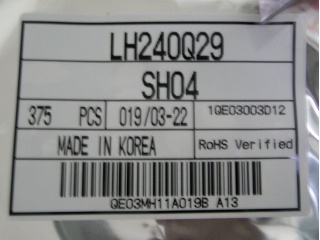 LH240Q29
SH04
375 PCS 019/03-22 1QE03003D12
MADE IN KOREA RoHS Verified
QE03MH11A019B A13